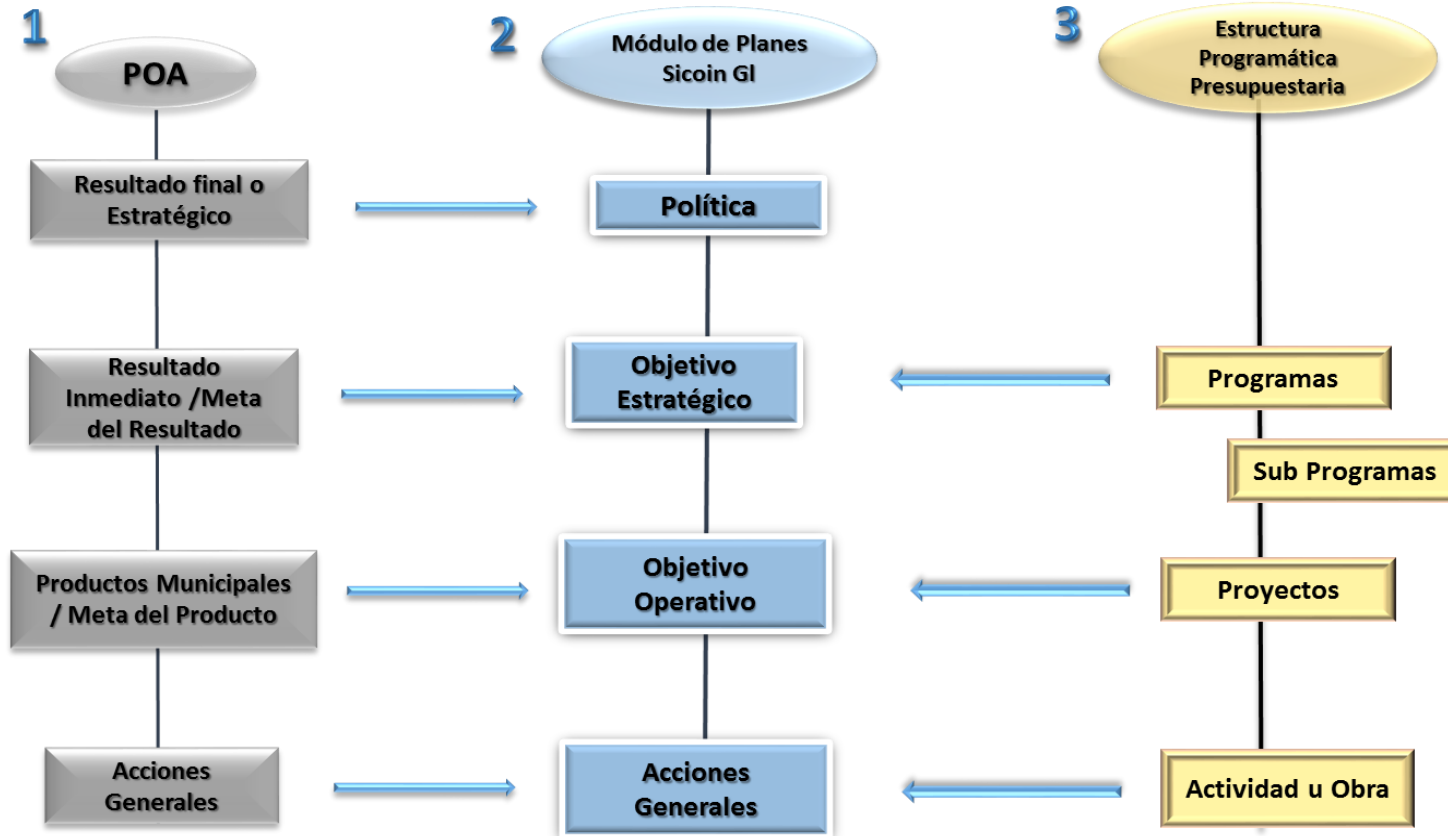 1
POA
Resultado final o
Estratégico
Resultado
Inmediato /Meta
del Resultado
Productos Municipales
/ Meta del Producto
Acciones
Generales
2
Módulo de Planes
Sicoin Gl
Política
Objetivo
Estratégico
Objetivo
Operativo
Acciones
Generales
3
Estructura
Programática
Presupuestaria
Programas
Sub Programas
Proyectos
Actividad u Obra